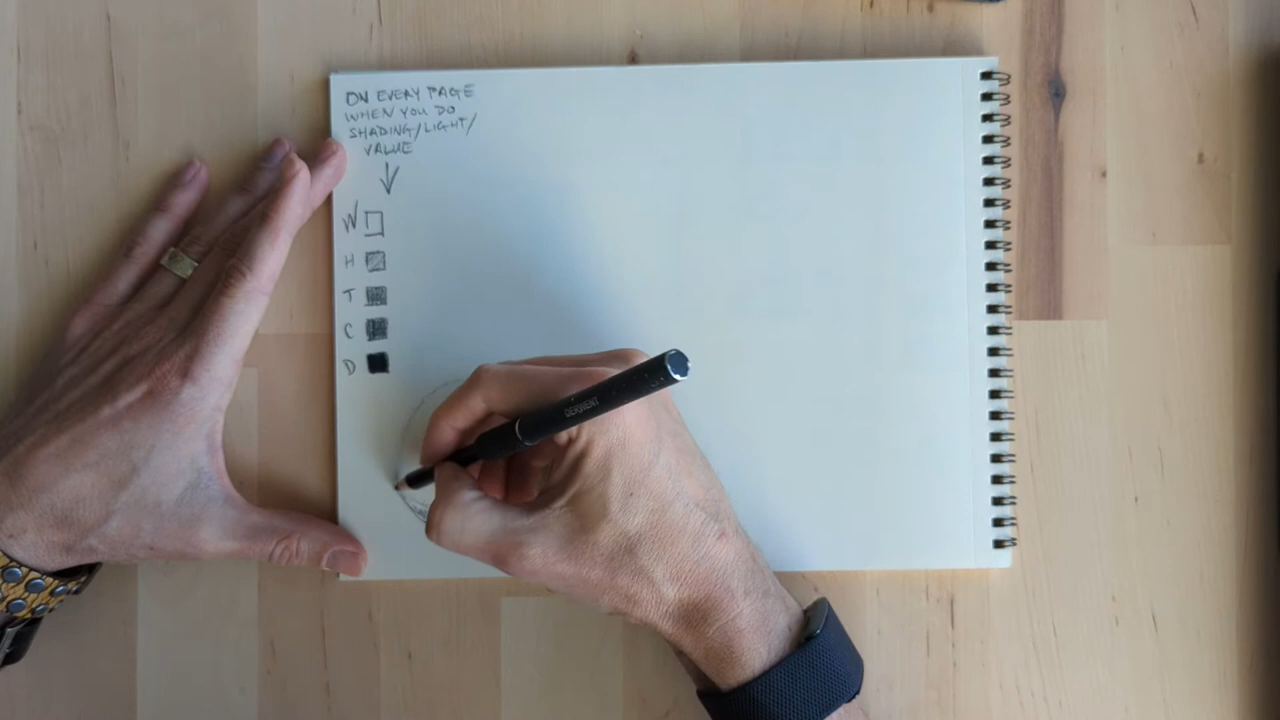 ON EVERY PAGE
WHEN YOU DO
SHADING/LIGHT/
VALUE
W
H
T
C
D
DERWENT